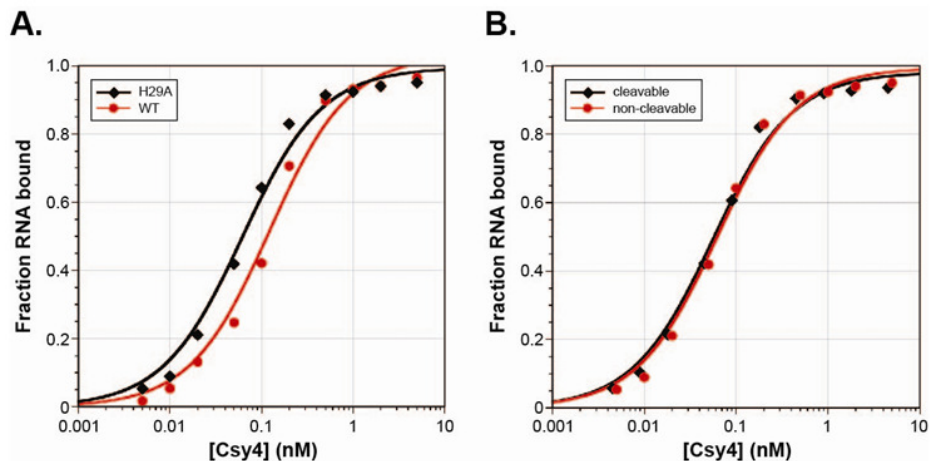 A.
B.
1.0
0.8
0.6
0.4
0.2
0
Fraction RNA bound
H29A
WT
0.001
0.01
0.1
1
10
[Csy4] (nM)
1.0
0.8
0.6
0.4
0.2
0
Fraction RNA bound
cleavable
non-cleavable
0.001
0.01
0.1
1
10
[Csy4] (nM)